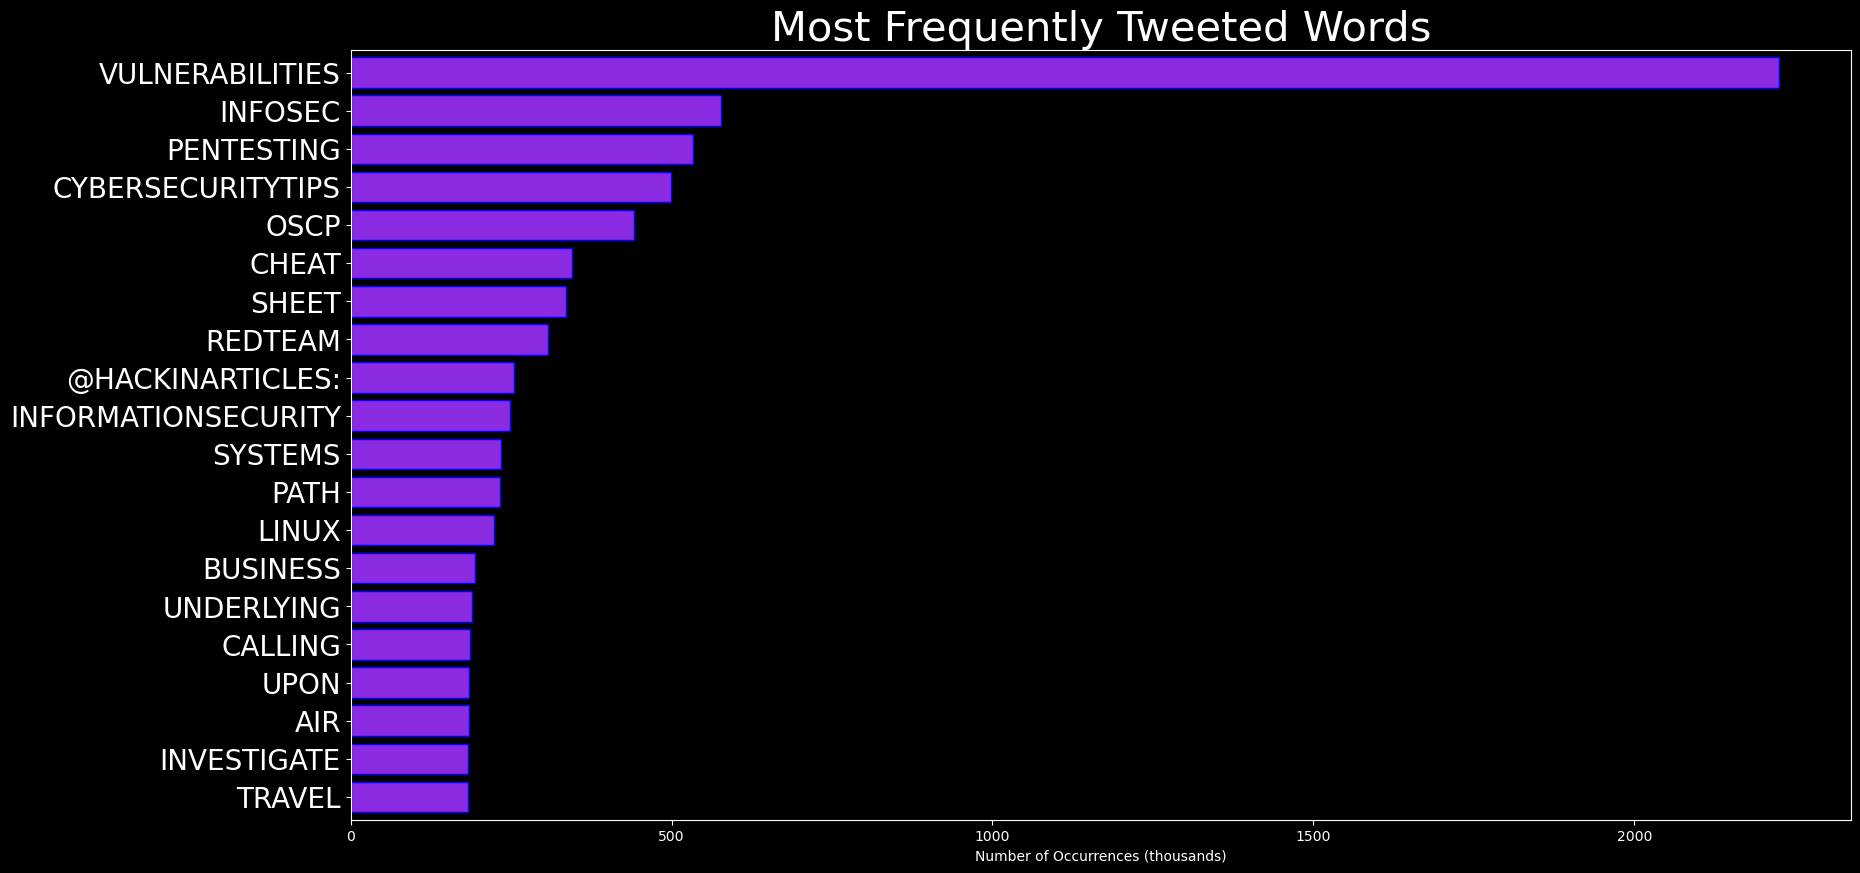 Most Frequently Tweeted Words
VULNERABILITIES
INFOSEC
PENTESTING
CYBERSECURITYTIPS
OSCP
CHEAT
SHEET
REDTEAM
@HACKINARTICLES:
INFORMATIONSECURITY
SYSTEMS
PATH
LINUX
BUSINESS
UNDERLYING
CALLING
UPON
AIR
INVESTIGATE
TRAVEL
0 500 1000 1500 2000
Number of Occurrences (thousands)